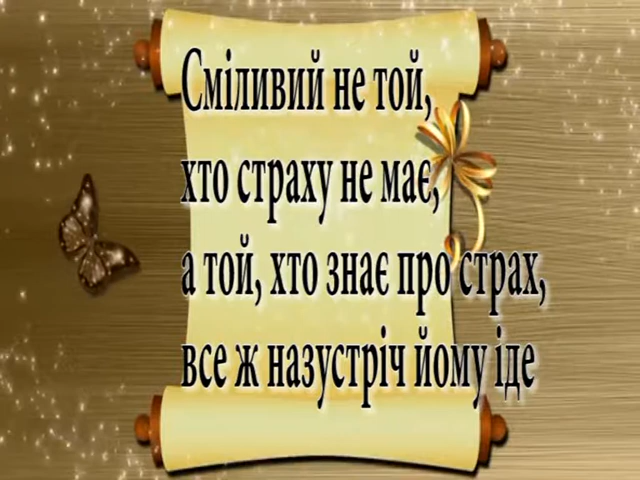 Сміливий не той,
хто страху не має,
а той, хто знає про страх,
все ж назустріч йому іде